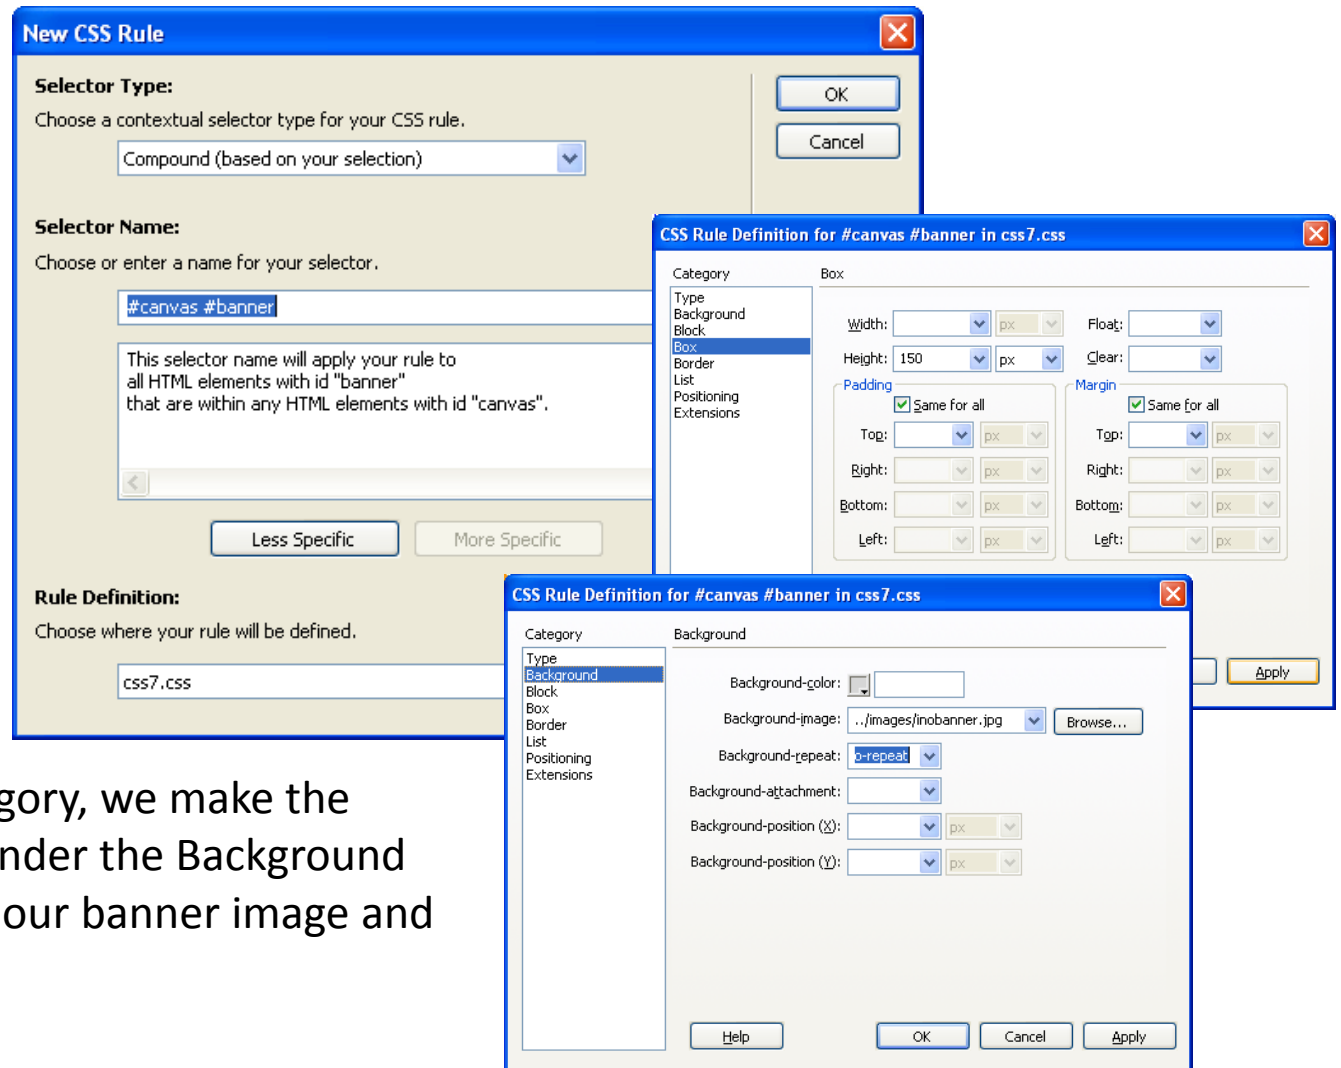 New CSS Rule
Selector Type:
Choose a contextual selector type for your CSS rule.
Compound (based on your selection)
OK
Cancel
Selector Name:
Choose or enter a name for your selector.
#canvas #banner
This selector name will apply your rule to
all HTML elements with id "banner"
that are within any HTML elements with id "canvas".
Less Specific
More Specific
Rule Definition:
Choose where your rule will be defined.
css7.css
CSS Rule Definition for #canvas #banner in css7.css
Category
Box
Type
Background
Block
Box
Border
List
Positioning
Extensions
Width: px
Float:
Height: 150 px
Clear:
Padding
Same for all
Top: px
Right: px
Bottom: px
Left: px
Margin
Same for all
Top: px
Right: px
Bottom: px
Left: px
Apply
CSS Rule Definition for #canvas #banner in css7.css
Category
Background
Type
Background
Block
Box
Border
List
Positioning
Extensions
Background-color:
Background-image: ../images/inobanner.jpg Browse...
Background-repeat: o-repeat
Background-attachment:
Background-position (X): px
Background-position (Y): px
Help
OK
Cancel
Apply
gory, we make the
nder the Background
our banner image and